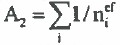 A₂ = ∑ᵢ 1/nᵢᵉᶠ